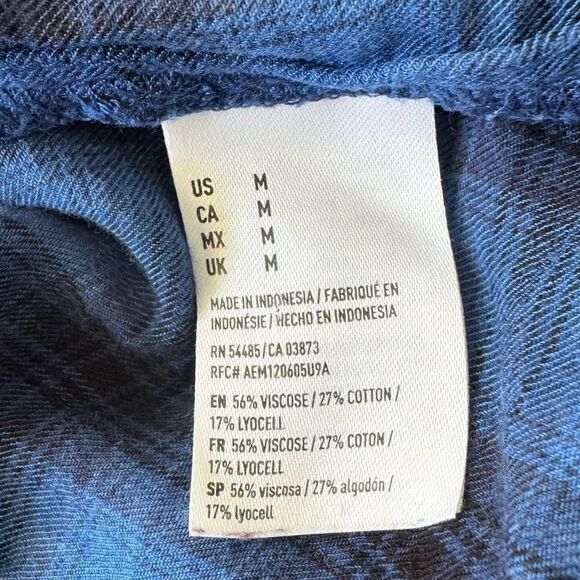 US M
CA M
MX M
UK M
MADE IN INDONESIA / FABRIQUÉ EN
INDONÉSIE / HECHO EN INDONESIA
RN 54485 / CA 03873
RFC# AEM120605U9A
EN 56% VISCOSE / 27% COTTON /
17% LYOCELL
FR 56% VISCOSE / 27% COTON /
17% LYOCELL
SP 56% viscosa / 27% algodón /
17% lyocell